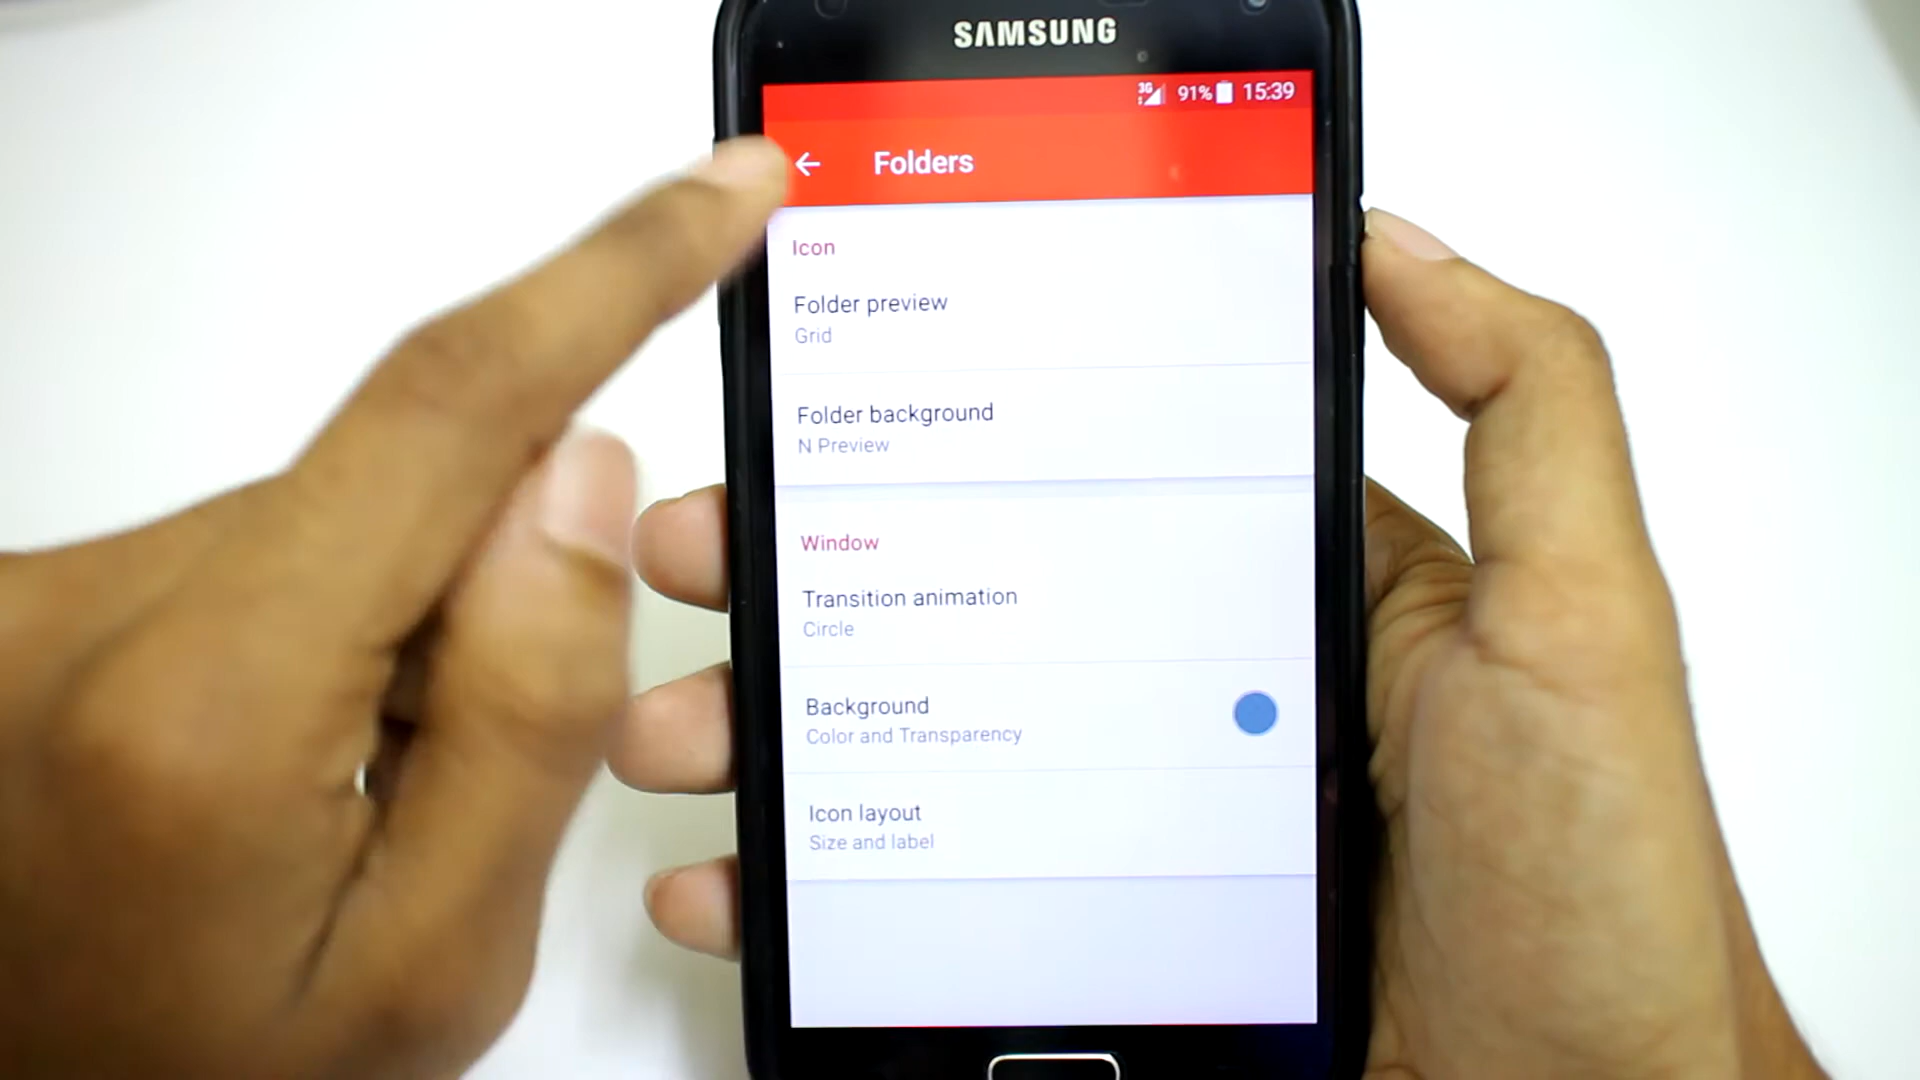 SAMSUNG
3G 91% 15:39
Folders
Icon
Folder preview
Grid
Folder background
N Preview
Window
Transition animation
Circle
Background
Color and Transparency
Icon layout
Size and label